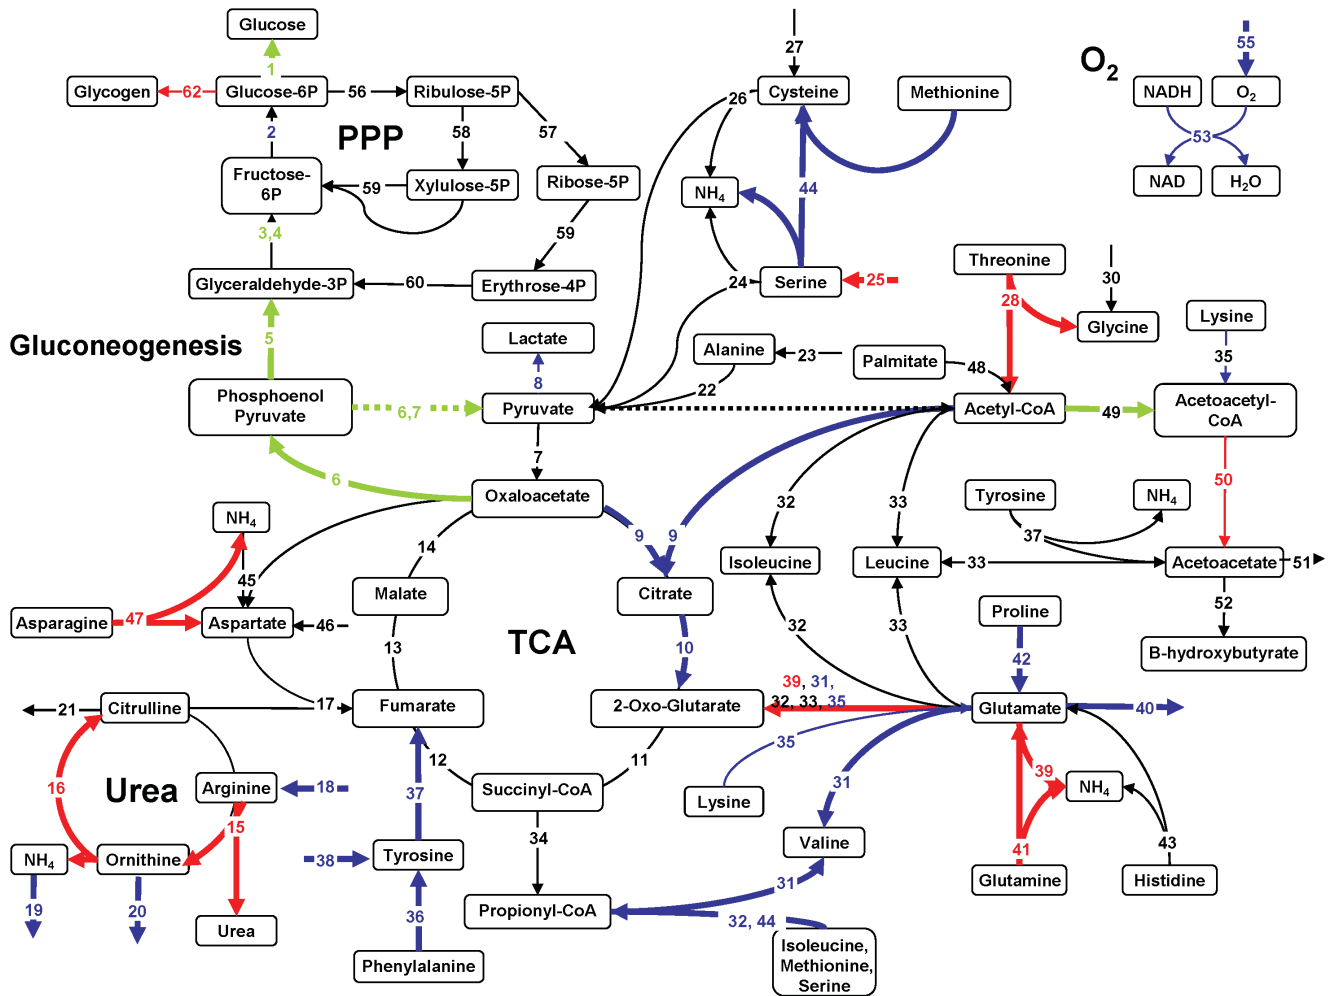 Glucose
27
55
O2
1
Glycogen
62
Glucose-6P
56
Ribulose-5P
26
Cysteine
Methionine
NADH
O2
2
PPP
58
57
53
Fructose-
6P
59
Xylulose-5P
Ribose-5P
NH4
44
NAD
H2O
3,4
59
Threonine
Glyceraldehyde-3P
60
Erythrose-4P
24
Serine
25
28
30
Gluconeogenesis
5
Lactate
Alanine
23
Palmitate
48
Glycine
Lysine
35
8
22
Phosphoenol
Pyruvate
6,7
Pyruvate
Acetyl-CoA
49
Acetoacetyl-
CoA
7
6
Oxaloacetate
32
33
Tyrosine
NH4
50
NH4
14
9
9
37
45
Isoleucine
Leucine
33
Acetoacetate
51
Malate
Citrate
52
Asparagine
47
Aspartate
46
13
TCA
10
32
33
Proline
42
B-hydroxybutyrate
39, 31,
32, 33, 35
21
Citrulline
17
Fumarate
2-Oxo-Glutarate
Glutamate
40
12
11
35
Urea
16
Arginine
18
37
Succinyl-CoA
Lysine
31
39
NH4
15
34
41
43
NH4
Ornithine
38
Tyrosine
Valine
Glutamine
Histidine
19
20
36
Propionyl-CoA
31
32, 44
Urea
Phenylalanine
Isoleucine,
Methionine,
Serine